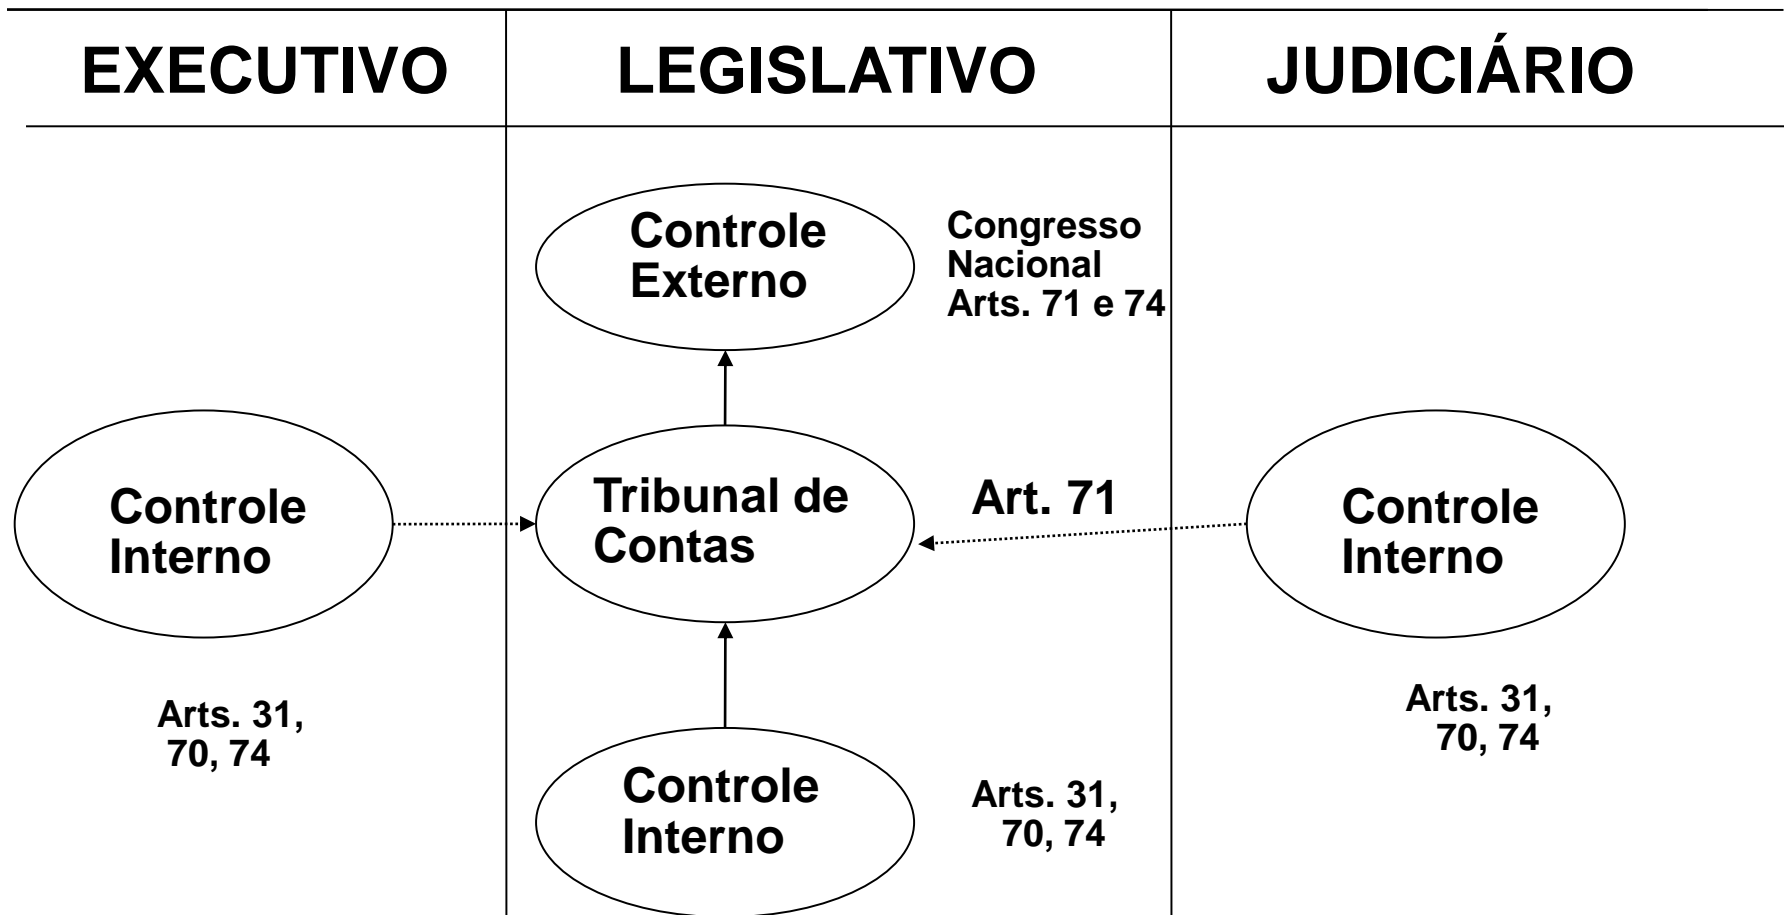 EXECUTIVO
LEGISLATIVO
JUDICIÁRIO
Controle
Externo
Congresso
Nacional
Arts. 71 e 74
Controle
Interno
Tribunal de
Contas
Art. 71
Controle
Interno
Arts. 31,
70, 74
Controle
Interno
Arts. 31,
70, 74
Arts. 31,
70, 74